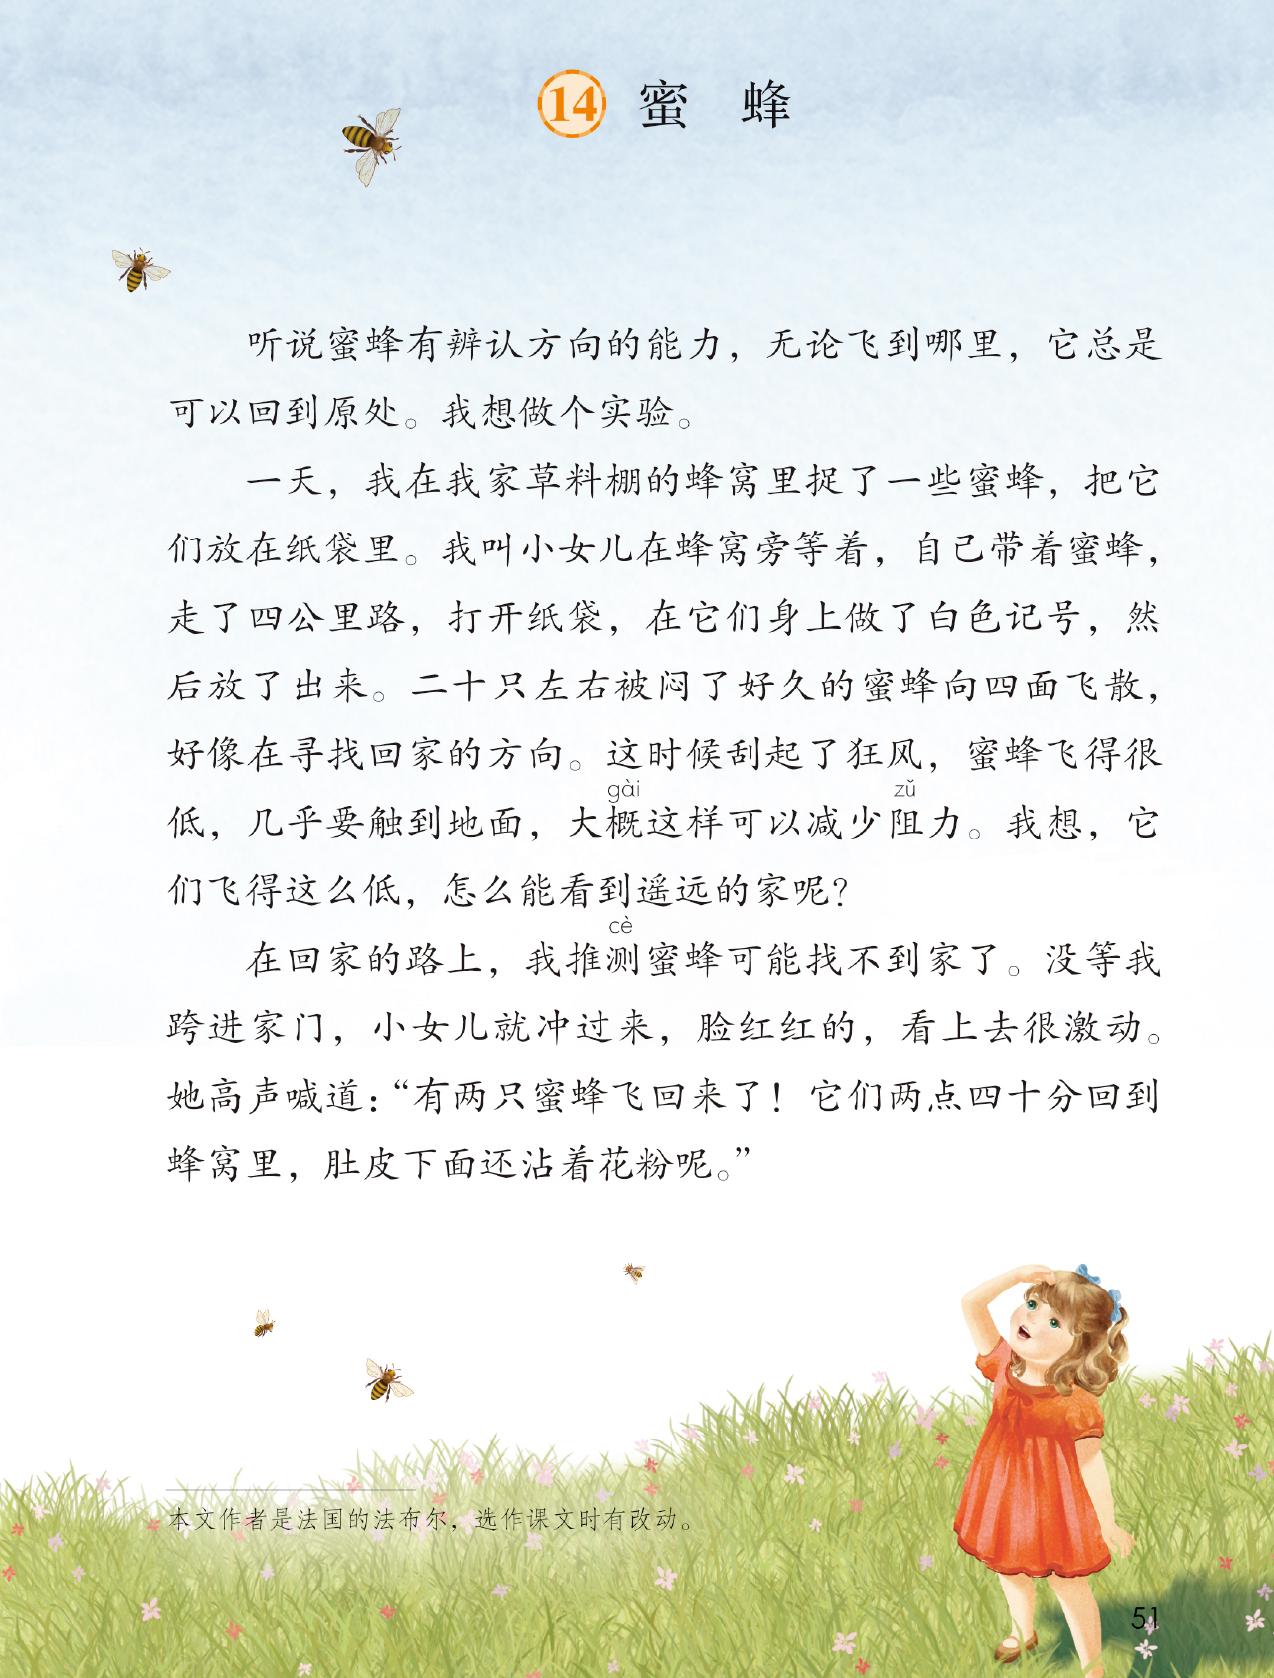 14 蜜 蜂
听说蜜蜂有辨认方向的能力，无论飞到哪里，它总是
可以回到原处。我想做个实验。
一天，我在我家草料棚的蜂窝里捉了一些蜜蜂，把它
们放在纸袋里。我叫小女儿在蜂窝旁等着，自己带着蜜蜂，
走了四公里路，打开纸袋，在它们身上做了白色记号，然
后放了出来。二十只左右被闷了好久的蜜蜂向四面飞散，
好像在寻找回家的方向。这时候刮起了狂风，蜜蜂飞得很
gài zǔ
低，几乎要触到地面，大概这样可以减少阻力。我想，它
们飞得这么低，怎么能看到遥远的家呢？
cè
在回家的路上，我推测蜜蜂可能找不到家了。没等我
跨进家门，小女儿就冲过来，脸红红的，看上去很激动。
她高声喊道：“有两只蜜蜂飞回来了！它们两点四十分回到
蜂窝里，肚皮下面还沾着花粉呢。”
本文作者是法国的法布尔，选作课文时有改动。
51